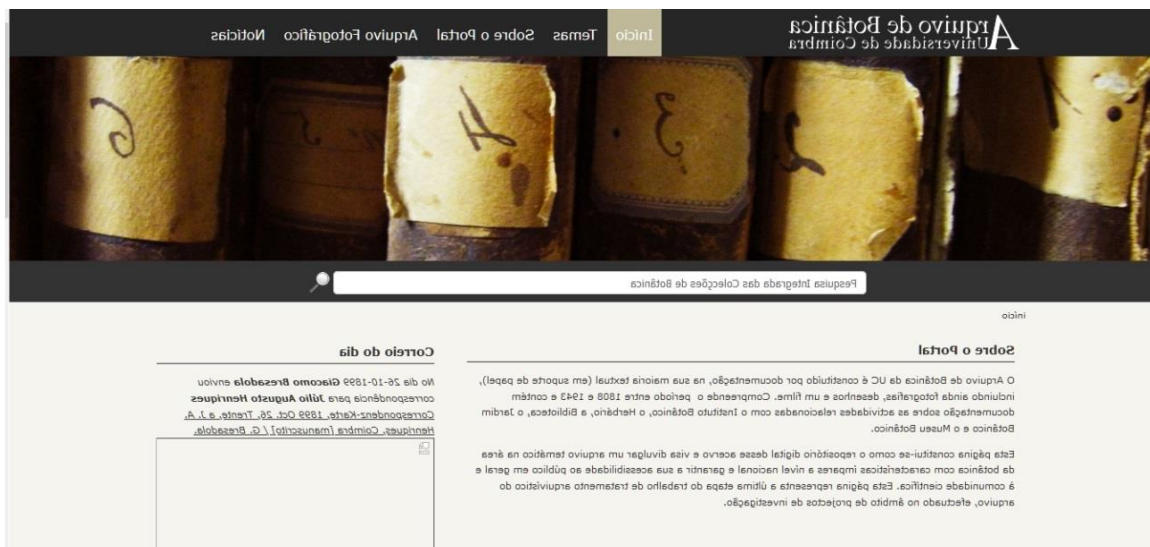 Arquivo de Botânica
Universidade de Coimbra
Início Temas Sobre o Portal Arquivo Fotográfico Notícias
2 3 4 6
Pesquisa Integrada das Colecções de Botânica
início
Sobre o Portal
O Arquivo de Botânica da UC é constituído por documentação, na sua maioria textual (em suporte de papel),
incluindo ainda fotografias, desenhos e um filme. Compreende o período entre 1808 e 1943 e contém
documentação sobre as actividades relacionadas com o Instituto Botânico, o Herbário, a Biblioteca, o Jardim
Botânico e o Museu Botânico.
Esta página constitui-se como o repositório digital desse acervo e visa divulgar um arquivo temático na área
da botânica com características ímpares a nível nacional e garantir a sua acessibilidade ao público em geral e
à comunidade científica. Esta página representa a última etapa do trabalho de tratamento arquivístico do
arquivo, efectuado no âmbito de projectos de investigação.
Correio do dia
No dia 26-10-1899 Giacomo Bresadola enviou
correspondência para Júlio Augusto Henriques
Correspondenz-Karte, 1899 Oct. 26, Trente, a J. A.
Henriques, Coimbra [manuscrito] / G. Bresadola.